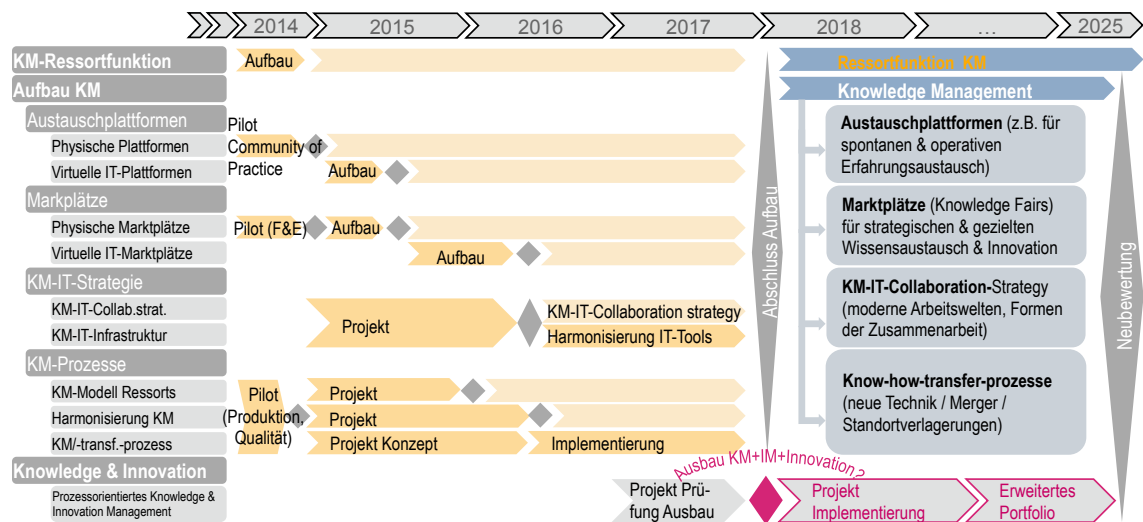 2014 2015 2016 2017 2018 ... 2025
KM-Ressortfunktion
Aufbau
Ressortfunktion KM
Aufbau KM
Knowledge Management
Austauschplattformen
Physische Plattformen
Virtuelle IT-Plattformen
Pilot
Community of
Practice
Aufbau
Markplätze
Physische Marktplätze
Pilot (F&E)
Aufbau
Virtuelle IT-Marktplätze
Aufbau
KM-IT-Strategie
KM-IT-Collab.strat.
KM-IT-Infrastruktur
Projekt
KM-IT-Collaboration strategy
Harmonisierung IT-Tools
KM-Prozesse
KM-Modell Ressorts
Harmonisierung KM
KM/-transf.-prozess
Pilot
(Produktion,
Qualität)
Projekt
Projekt
Projekt Konzept
Implementierung
Abschluss Aufbau
Austauschplattformen (z.B. für
spontanen & operativen
Erfahrungsaustausch)
Marktplätze (Knowledge Fairs)
für strategischen & gezielten
Wissensaustausch & Innovation
KM-IT-Collaboration-Strategy
(moderne Arbeitswelten, Formen
der Zusammenarbeit)
Know-how-transfer-prozesse
(neue Technik / Merger /
Standortverlagerungen)
Neubewertung
Knowledge & Innovation
Prozessorientiertes Knowledge &
Innovation Management
Ausbau KM+IM+Innovation?
Projekt Prü-
fung Ausbau
Projekt
Implementierung
Erweitertes
Portfolio